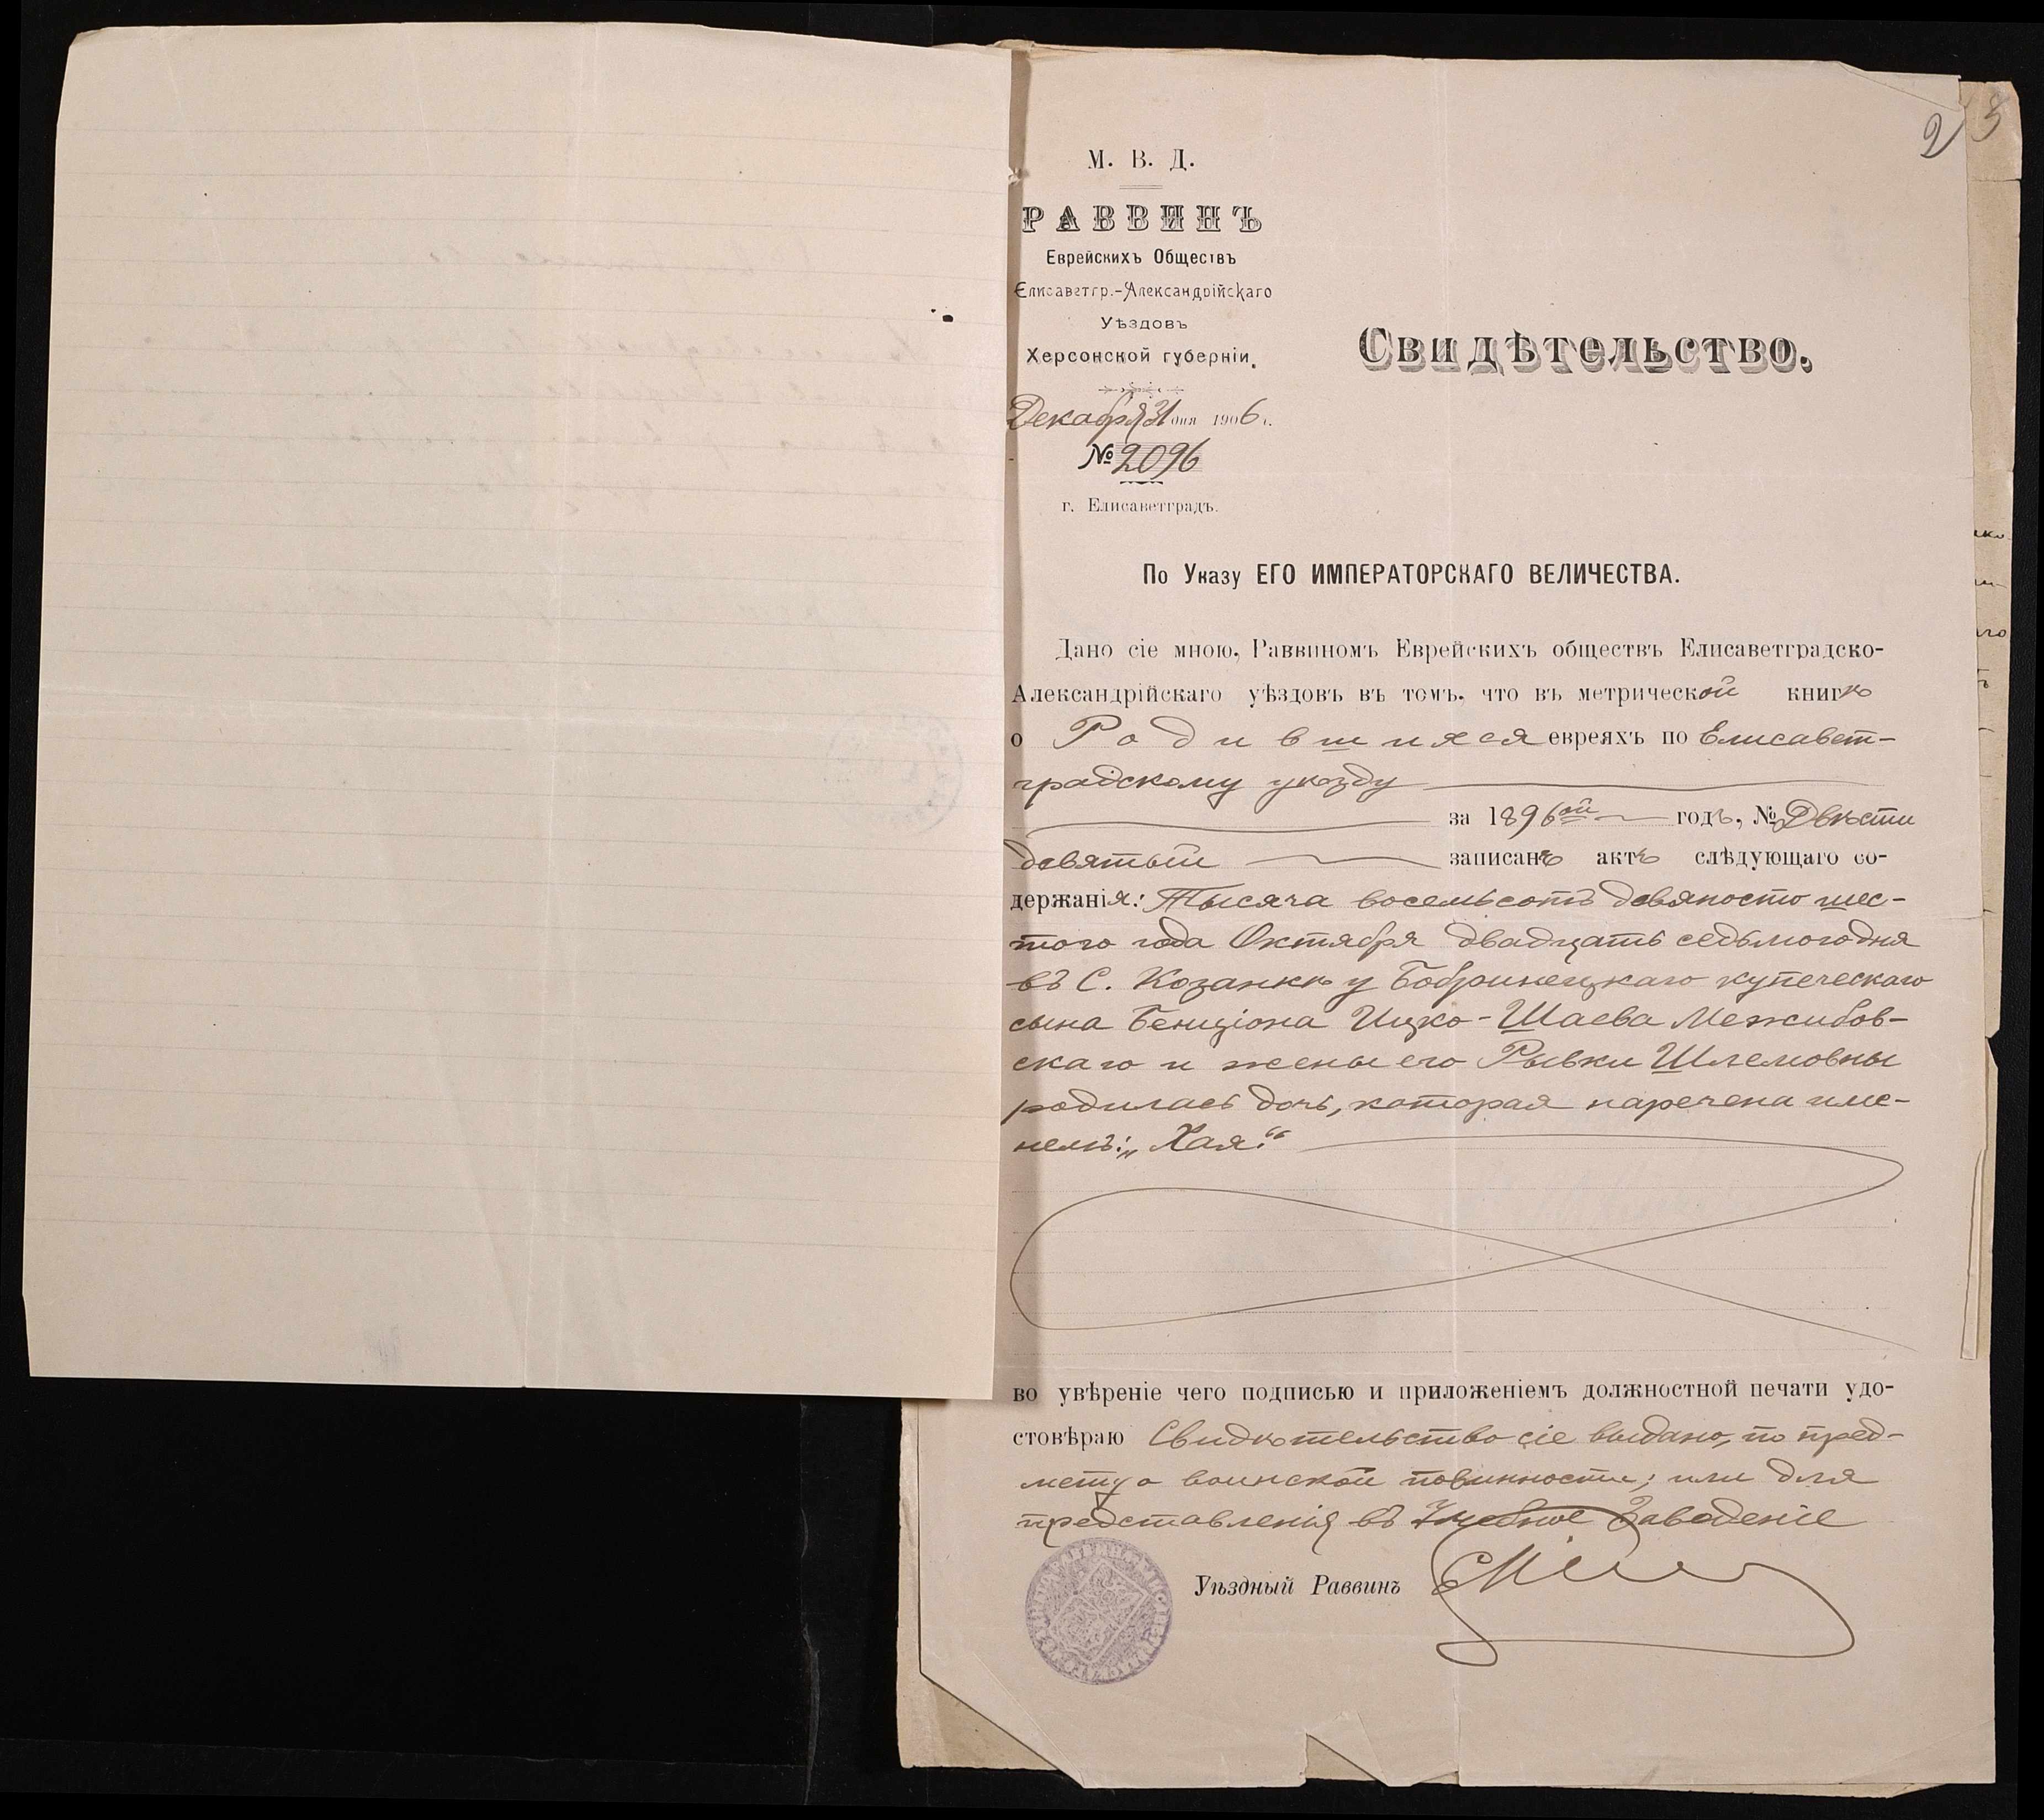 2 3
М. В. Д.
РАВВИНЪ
Еврейскихъ Обществъ
Елисаветгр.-Александрійскаго
Уѣздовъ
Херсонской губерніи.
Декабря 31 дня 1906 г.
№ 2096
г. Елисаветградъ.
Свидѣтельство.
По Указу ЕГО ИМПЕРАТОРСКАГО ВЕЛИЧЕСТВА.
Дано сіе мною, Раввиномъ Еврейскихъ обществъ Елисаветградско-
Александрійскаго уѣздовъ въ томъ, что въ метрической книгѣ
о Родившихся евреяхъ по Елисавет-
градскому уѣзду
за 1896ой годъ, № Двѣсти
девятый записанъ актъ слѣдующаго со-
держанія: Тысяча восемьсотъ девяносто шес-
того года Октября двадцать седьмого дня
въ С. Козанкѣ у Бобринецкаго купеческаго
сына Бенціона Ицко-Шаева Межибов-
скаго и жены его Рывки Шлемовны
родилась дочь, которая наречена име-
немъ: „Хая."
во увѣреніе чего подписью и приложеніемъ должностной печати удо-
стовѣраю Свидѣтельство сіе выдано, по пред-
мету о воинской повинности, или для
представленія въ Учебное Заведеніе
Уѣздный Раввинъ